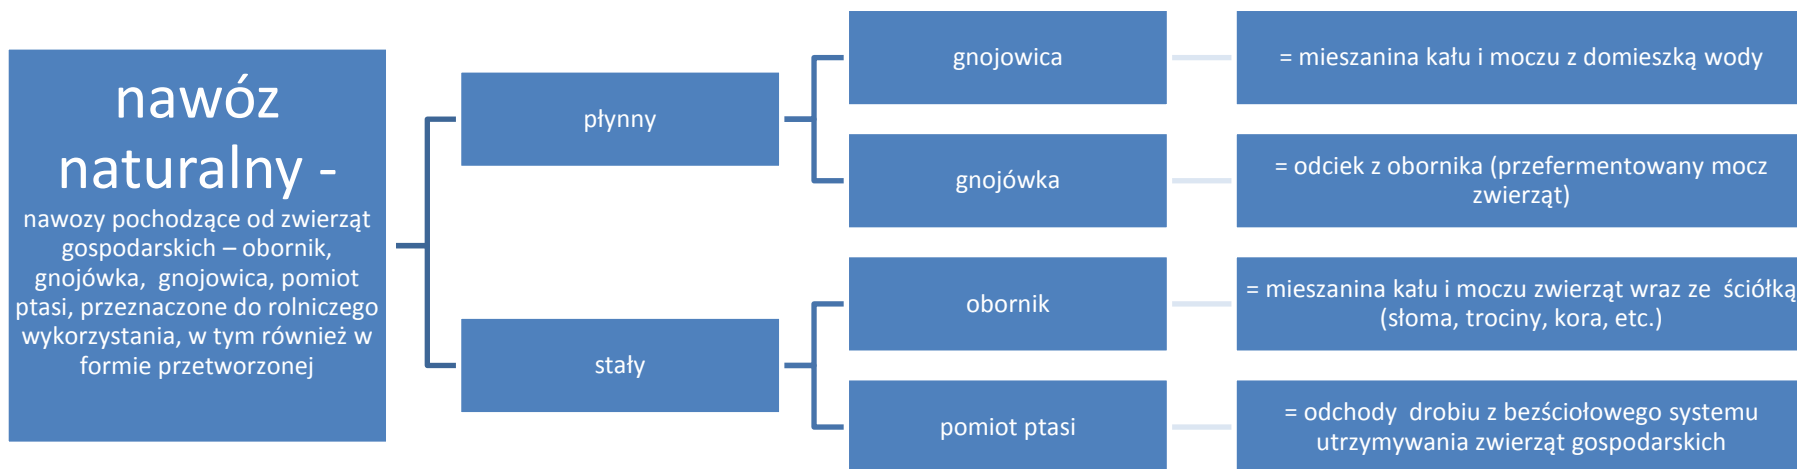 nawóz
naturalny -
nawozy pochodzące od zwierząt
gospodarskich – obornik,
gnojówka, gnojowica, pomiot
ptasi, przeznaczone do rolniczego
wykorzystania, w tym również w
formie przetworzonej
płynny
gnojowica
= mieszanina kału i moczu z domieszką wody
gnojówka
= odciek z obornika (przefermentowany mocz
zwierząt)
stały
obornik
= mieszanina kału i moczu zwierząt wraz ze ściółką
(słoma, trociny, kora, etc.)
pomiot ptasi
= odchody drobiu z bezściołowego systemu
utrzymywania zwierząt gospodarskich